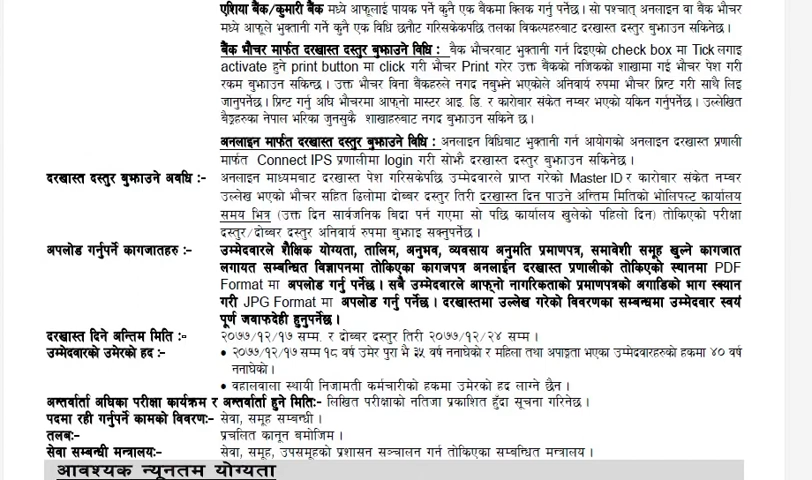 एशिया बैंक/कुमारी बैंक मध्ये आफूलाई पायक पर्ने कुनै एक बैंकमा क्लिक गर्नु पर्नेछ। सो पश्चात् अनलाइन वा बैंक भौचर
मध्ये आफूले भुक्तानी गर्ने कुनै एक विधि छनौट गरिसकेकपछि तलका विकल्पहरुबाट दरखास्त दस्तुर बुझाउन सकिनेछ।
बैंक भौचर मार्फत दरखास्त दस्तुर बुझाउने विधि : बैंक भौचरबाट भुक्तानी गर्न दिइएको check box मा Tick लगाइ
activate हुने print button मा click गरी भौचर Print गरेर उक्त बैंकको नजिकको शाखामा गई भौचर पेश गरी
रकम बुझाउन सकिन्छ । उक्त भौचर विना बैंकहरुले नगद नबुझ्ने भएकोले अनिवार्य रुपमा भौचर प्रिन्ट गरी साथै लिइ
जानुपर्नेछ। प्रिन्ट गर्नु अघि भौचरमा आफ्नो मास्टर आइ. डि. र कारोबार संकेत नम्बर भएको यकिन गर्नुपर्नेछ। उल्लेखित
बैङ्कहरुका नेपाल भरिका जुनसुकै शाखाहरुबाट नगद बुझाउन सकिने छ ।
अनलाइन मार्फत दरखास्त दस्तुर बुझाउने विधि : अनलाइन विधिबाट भुक्तानी गर्न आयोगको अनलाइन दरखास्त प्रणाली
मार्फत Connect IPS प्रणालीमा login गरी सोझै दरखास्त दस्तुर बुझाउन सकिनेछ।
दरखास्त दस्तुर बुझाउने अवधि :- अनलाइन माध्यमबाट दरखास्त पेश गरिसकेपछि उम्मेदवारले प्राप्त गरेको Master ID र कारोबार संकेत नम्बर
उल्लेख भएको भौचर सहित ढिलोमा दोब्बर दस्तुर तिरी दरखास्त दिन पाउने अन्तिम मितिको भोलिपल्ट कार्यालय
समय भित्र (उक्त दिन सार्वजनिक विदा पर्न गएमा सो पछि कार्यालय खुलेको पहिलो दिन) तोकिएको परीक्षा
दस्तुर/दोब्बर दस्तुर अनिवार्य रुपमा बुझाइ सक्नुपर्नेछ।
अपलोड गर्नुपर्ने कागजातहरु :- उम्मेदवारले शैक्षिक योग्यता, तालिम, अनुभव, व्यवसाय अनुमति प्रमाणपत्र, समावेशी समूह खुल्ने कागजात
लगायत सम्बन्धित विज्ञापनमा तोकिएका कागजपत्र अनलाईन दरखास्त प्रणालीको तोकिएको स्थानमा PDF
Format मा अपलोड गर्नु पर्नेछ। सबै उम्मेदवारले आफ्नो नागरिकताको प्रमाणपत्रको अगाडिको भाग स्क्यान
गरी JPG Format मा अपलोड गर्नु पर्नेछ। दरखास्तमा उल्लेख गरेको विवरणका सम्बन्धमा उम्मेदवार स्वयं
पूर्ण जवाफदेही हुनुपर्नेछ।
दरखास्त दिने अन्तिम मिति :- २०७७/१२/१७ सम्म. र दोब्बर दस्तुर तिरी २०७७/१२/२४ सम्म ।
उम्मेदवारको उमेरको हद :- • २०७७/१२/१७ सम्म १८ वर्ष उमेर पुरा भै ३५ वर्ष ननाघेको र महिला तथा अपाङ्गता भएका उम्मेदवारहरुको हकमा ४० वर्ष
ननाघेको ।
• वहालवाला स्थायी निजामती कर्मचारीको हकमा उमेरको हद लाग्ने छैन ।
अन्तर्वार्ता अधिका परीक्षा कार्यक्रम र अन्तर्वार्ता हुने मितिः- लिखित परीक्षाको नतिजा प्रकाशित हुँदा सूचना गरिनेछ ।
पदमा रही गर्नुपर्ने कामको विवरणः- सेवा, समूह सम्बन्धी ।
तलबः- प्रचलित कानून बमोजिम ।
सेवा सम्बन्धी मन्त्रालयः- सेवा, समूह, उपसमूहको प्रशासन सञ्चालन गर्न तोकिएका सम्बन्धित मन्त्रालय ।
आवश्यक न्यूनतम योग्यता